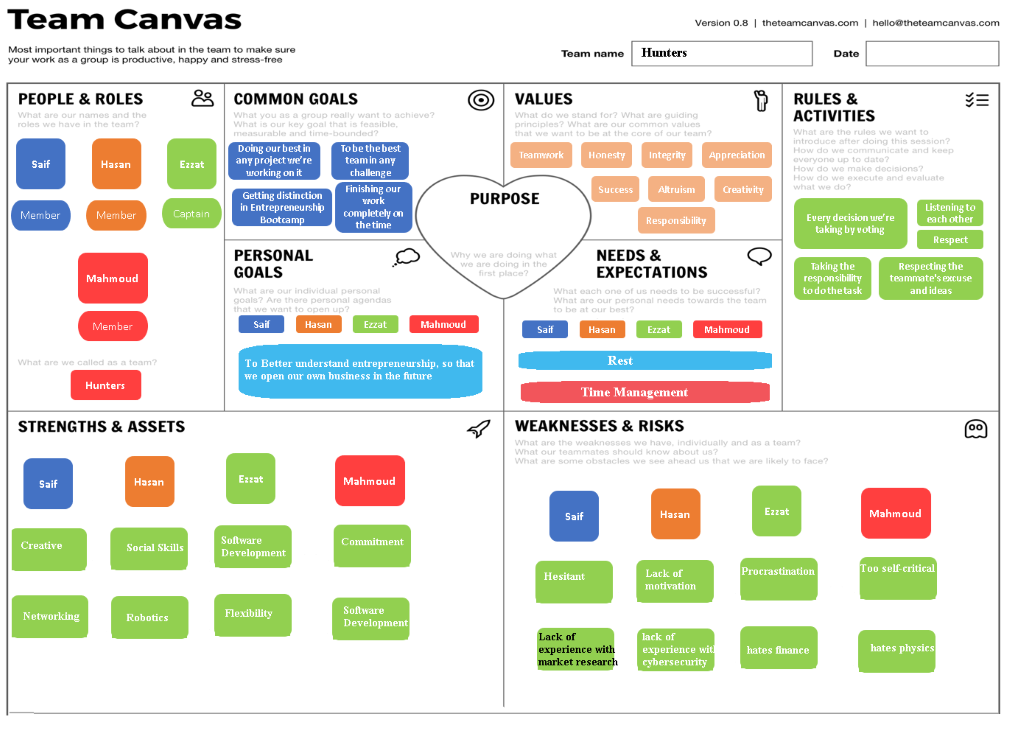 Team Canvas
Version 0.8 | theteamcanvas.com | hello@theteamcanvas.com
Most important things to talk about in the team to make sure
your work as a group is productive, happy and stress-free
Team name
Hunters
Date
PEOPLE & ROLES
What are our names and the
roles we have in the team?
Saif
Hasan
Ezzat
Member
Member
Captain
Mahmoud
Member
What are we called as a team?
Hunters
COMMON GOALS
What you as a group really want to achieve?
What is our key goal that is feasible,
measurable and time-bounded?
Doing our best in
any project we're
working on it
To be the best
team in any
challenge
Getting distinction
in Entrepreneurship
Bootcamp
Finishing our
work
completely on
the time
PURPOSE
Why we are doing what
we are doing in the
first place?
VALUES
What do we stand for? What are guiding
principles? What are our common values
that we want to be at the core of our team?
Teamwork
Honesty
Integrity
Appreciation
Success
Altruism
Creativity
Responsibility
RULES &
ACTIVITIES
What are the rules we want to
introduce after doing this session?
How do we communicate and keep
everyone up to date?
How do we make decisions?
How do we execute and evaluate
what we do?
Every decision we're
taking by voting
Listening to
each other
Respect
Taking the
responsibility
to do the task
Respecting the
teammate's excuse
and ideas
PERSONAL
GOALS
What are our individual personal
goals? Are there personal agendas
that we want to open up?
Saif
Hasan
Ezzat
Mahmoud
To Better understand entrepreneurship, so that
we open our own business in the future
NEEDS &
EXPECTATIONS
What each one of us needs to be successful?
What are our personal needs towards the team
to be at our best?
Saif
Hasan
Ezzat
Mahmoud
Rest
Time Management
STRENGTHS & ASSETS
Saif
Hasan
Ezzat
Mahmoud
Creative
Social Skills
Software
Development
Commitment
Networking
Robotics
Flexibility
Software
Development
WEAKNESSES & RISKS
What are the weaknesses we have, individually and as a team?
What our teammates should know about us?
What are some obstacles we see ahead us that we are likely to face?
Saif
Hasan
Ezzat
Mahmoud
Hesitant
Lack of
motivation
Procrastination
Too self-critical
Lack of
experience with
market research
lack of
experience with
cybersecurity
hates finance
hates physics